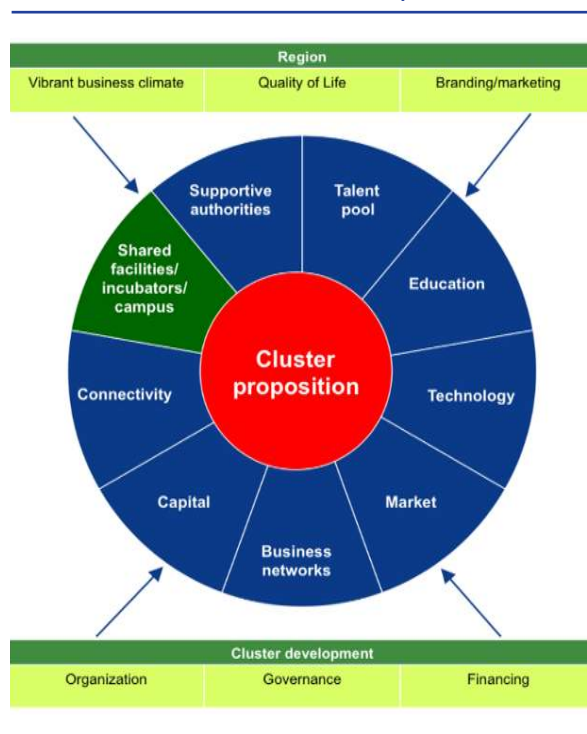 Region
Vibrant business climate
Quality of Life
Branding/marketing
Supportive
authorities
Talent
pool
Shared
facilities/
incubators/
campus
Education
Cluster
proposition
Connectivity
Technology
Capital
Market
Business
networks
Cluster development
Organization
Governance
Financing